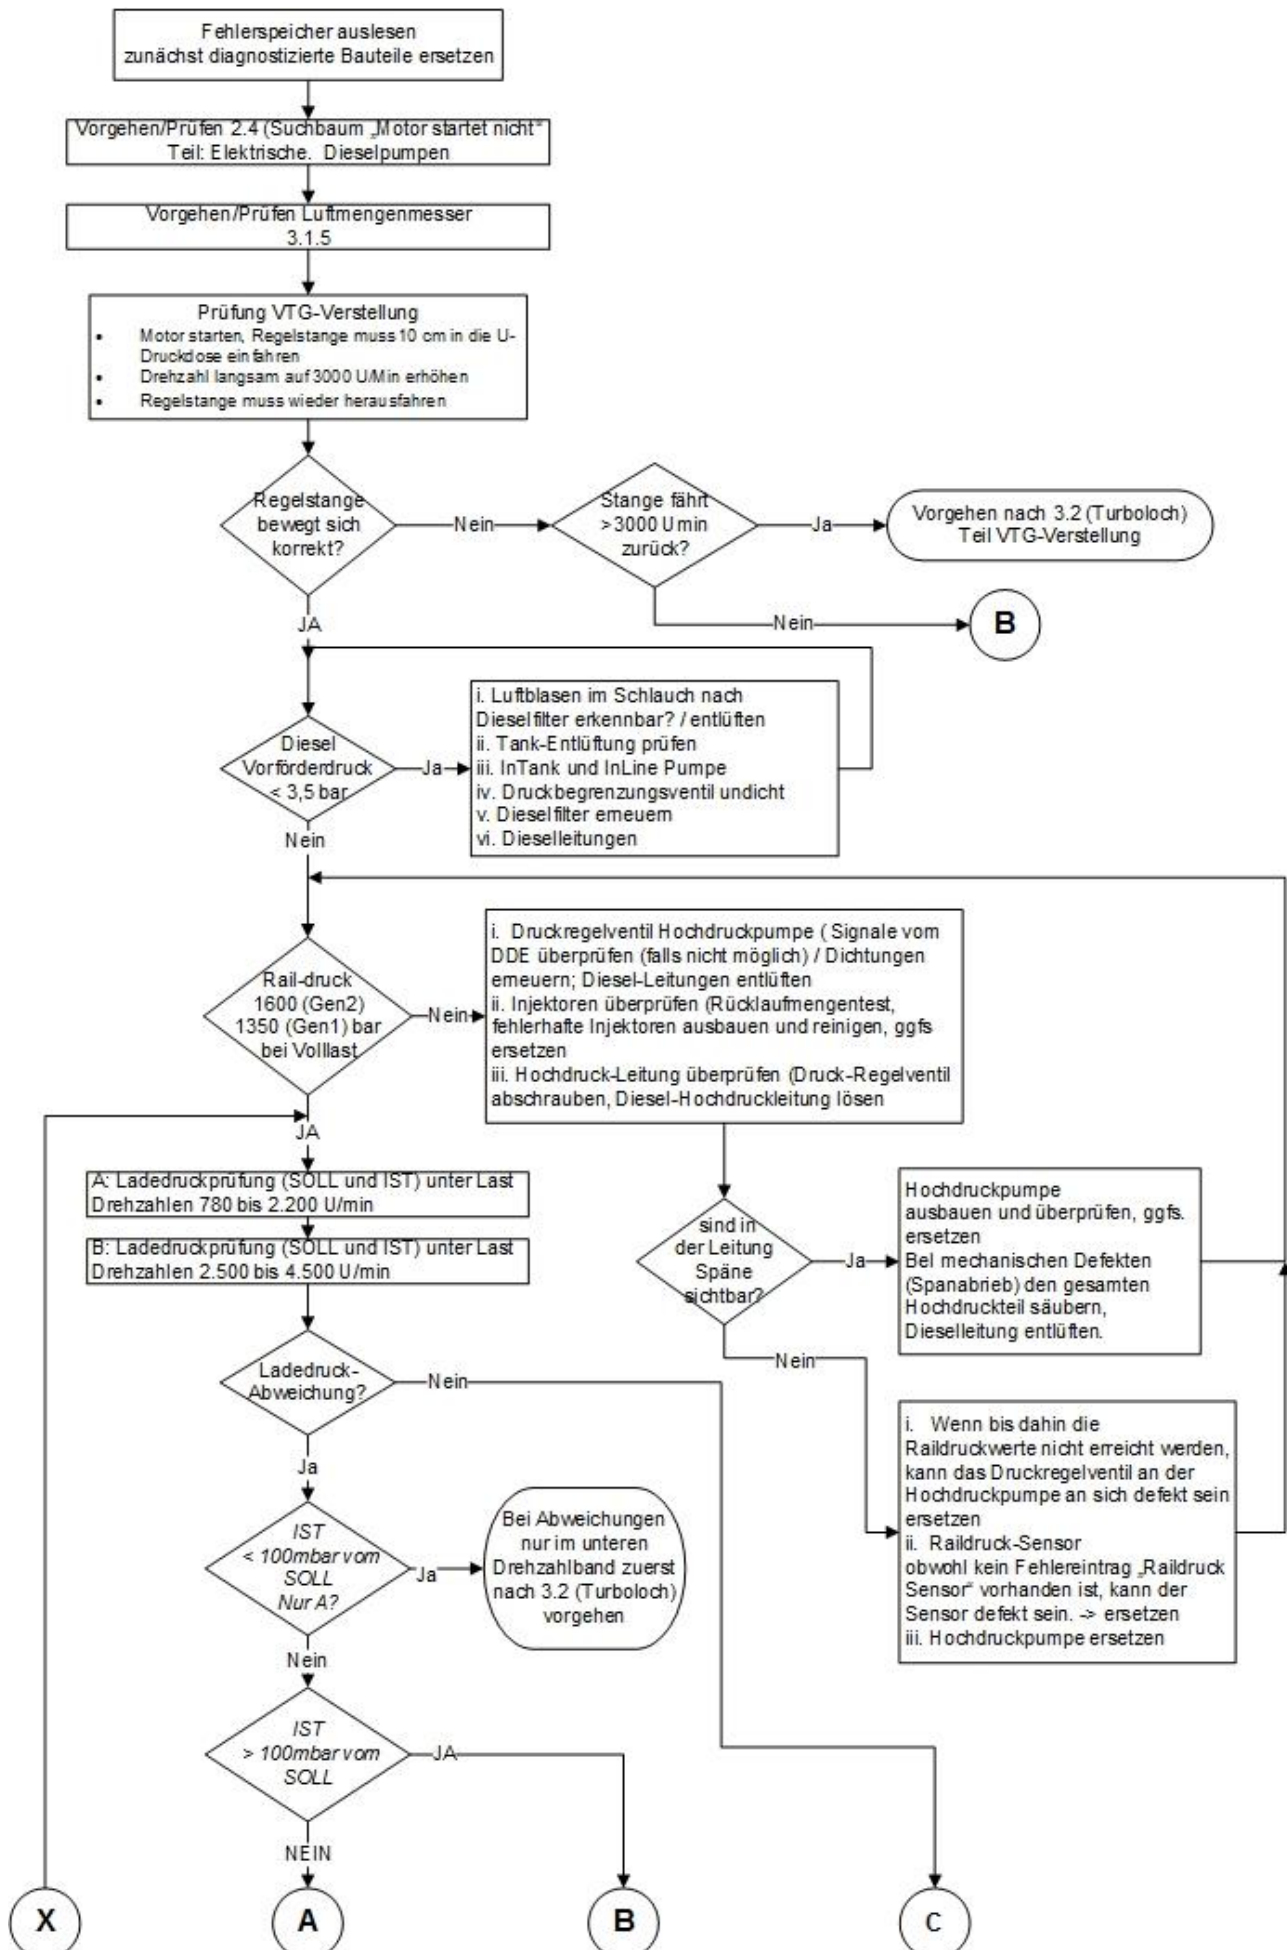 Fehlerspeicher auslesen
zunächst diagnostizierte Bauteile ersetzen
Vorgehen/Prüfen 2.4 (Suchbaum „Motor startet nicht“
Teil: Elektrische. Dieselpumpen
Vorgehen/Prüfen Luftmengenmesser
3.1.5
Prüfung VTG-Verstellung
• Motor starten, Regelstange muss 10 cm in die U-
Druckdose einfahren
• Drehzahl langsam auf 3000 U/Min erhöhen
• Regelstange muss wieder herausfahren
Regelstange
bewegt sich
korrekt?
Nein
Stange fährt
>3000 Umin
zurück?
Ja
Vorgehen nach 3.2 (Turboloch)
Teil VTG-Verstellung
Nein
B
JA
Diesel
Vorförderdruck
< 3,5 bar
Ja
i. Luftblasen im Schlauch nach
Dieselfilter erkennbar? / entlüften
ii. Tank-Entlüftung prüfen
iii. InTank und InLine Pumpe
iv. Druckbegrenzungsventil undicht
v. Dieselfilter erneuern
vi. Dieselleitungen
Nein
Rail-druck
1600 (Gen2)
1350 (Gen1) bar
bei Volllast
Nein
i. Druckregelventil Hochdruckpumpe ( Signale vom
DDE überprüfen (falls nicht möglich) / Dichtungen
erneuern; Diesel-Leitungen entlüften
ii. Injektoren überprüfen (Rücklaufmengentest,
fehlerhafte Injektoren ausbauen und reinigen, ggfs
ersetzen
iii. Hochdruck-Leitung überprüfen (Druck-Regelventil
abschrauben, Diesel-Hochdruckleitung lösen
JA
A: Ladedruckprüfung (SOLL und IST) unter Last
Drehzahlen 780 bis 2.200 U/min
B: Ladedruckprüfung (SOLL und IST) unter Last
Drehzahlen 2.500 bis 4.500 U/min
sind in
der Leitung
Späne
sichtbar?
Ja
Hochdruckpumpe
ausbauen und überprüfen, ggfs.
ersetzen
Bel mechanischen Defekten
(Spanabrieb) den gesamten
Hochdruckteil säubern,
Dieselleitung entlüften.
Nein
Ladedruck-
Abweichung?
Nein
i. Wenn bis dahin die
Raildruckwerte nicht erreicht werden,
kann das Druckregelventil an der
Hochdruckpumpe an sich defekt sein
ersetzen
ii. Raildruck-Sensor
obwohl kein Fehlereintrag „Raildruck
Sensor“ vorhanden ist, kann der
Sensor defekt sein. -> ersetzen
iii. Hochdruckpumpe ersetzen
Ja
IST
< 100mbar vom
SOLL
Nur A?
Ja
Bei Abweichungen
nur im unteren
Drehzahlband zuerst
nach 3.2 (Turboloch)
vorgehen
Nein
IST
> 100mbar vom
SOLL
JA
NEIN
X
A
B
C